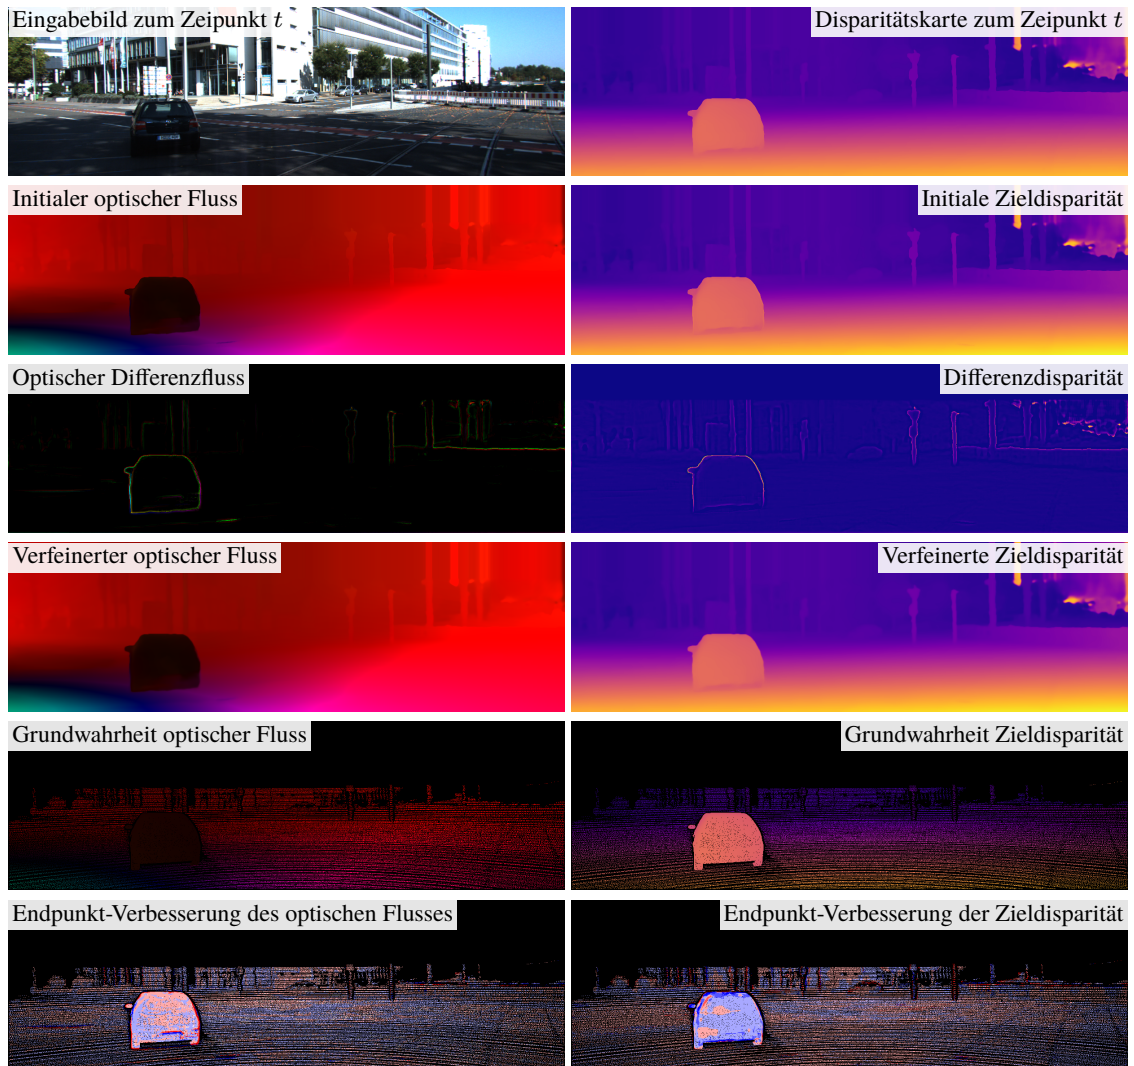 Eingabebild zum Zeipunkt t
Disparitätskarte zum Zeipunkt t
Initialer optischer Fluss
Initiale Zieldisparität
Optischer Differenzfluss
Differenzdisparität
Verfeinerter optischer Fluss
Verfeinerte Zieldisparität
Grundwahrheit optischer Fluss
Grundwahrheit Zieldisparität
Endpunkt-Verbesserung des optischen Flusses
Endpunkt-Verbesserung der Zieldisparität